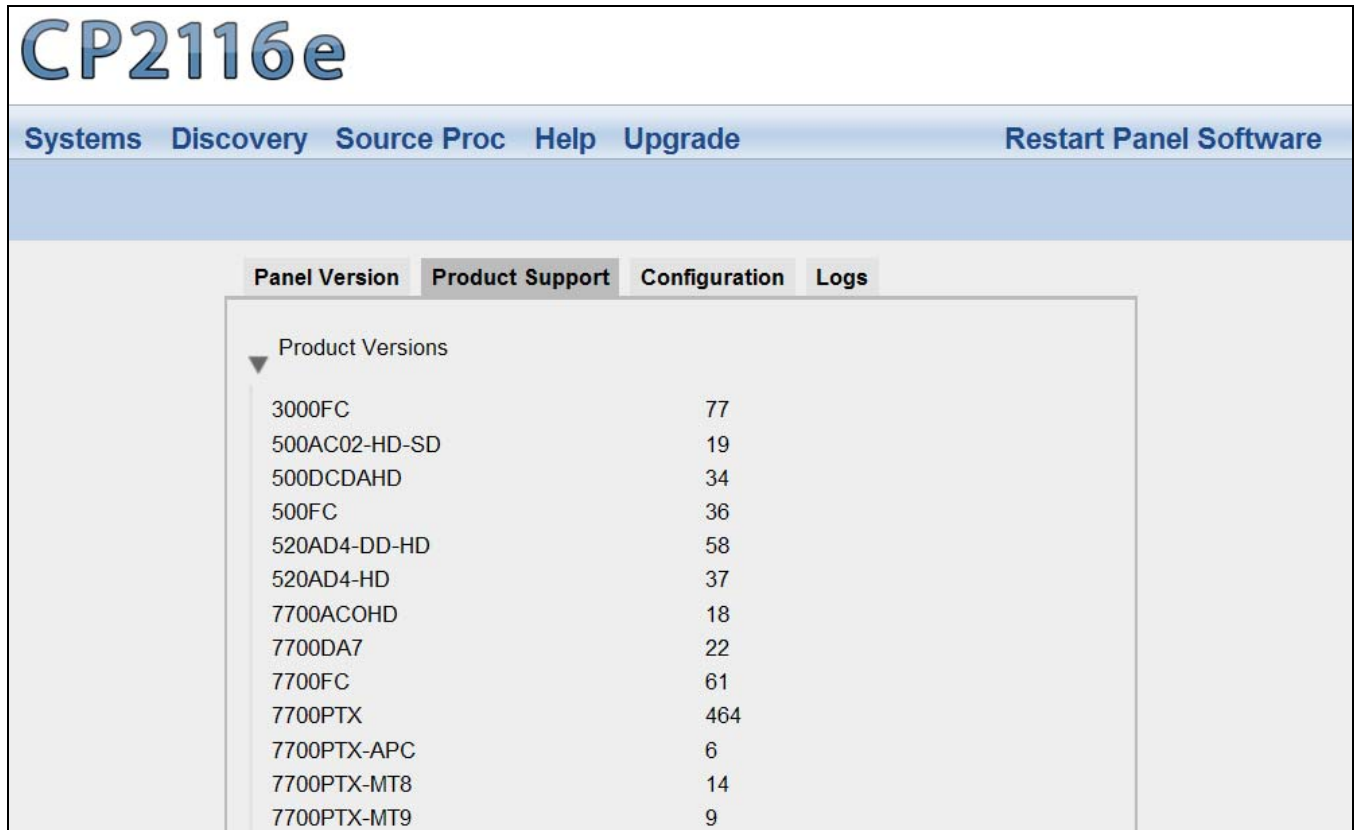 CP2116e
Systems Discovery Source Proc Help Upgrade Restart Panel Software
Panel Version Product Support Configuration Logs
Product Versions
3000FC 77
500AC02-HD-SD 19
500DCDAHD 34
500FC 36
520AD4-DD-HD 58
520AD4-HD 37
7700ACOHD 18
7700DA7 22
7700FC 61
7700PTX 464
7700PTX-APC 6
7700PTX-MT8 14
7700PTX-MT9 9